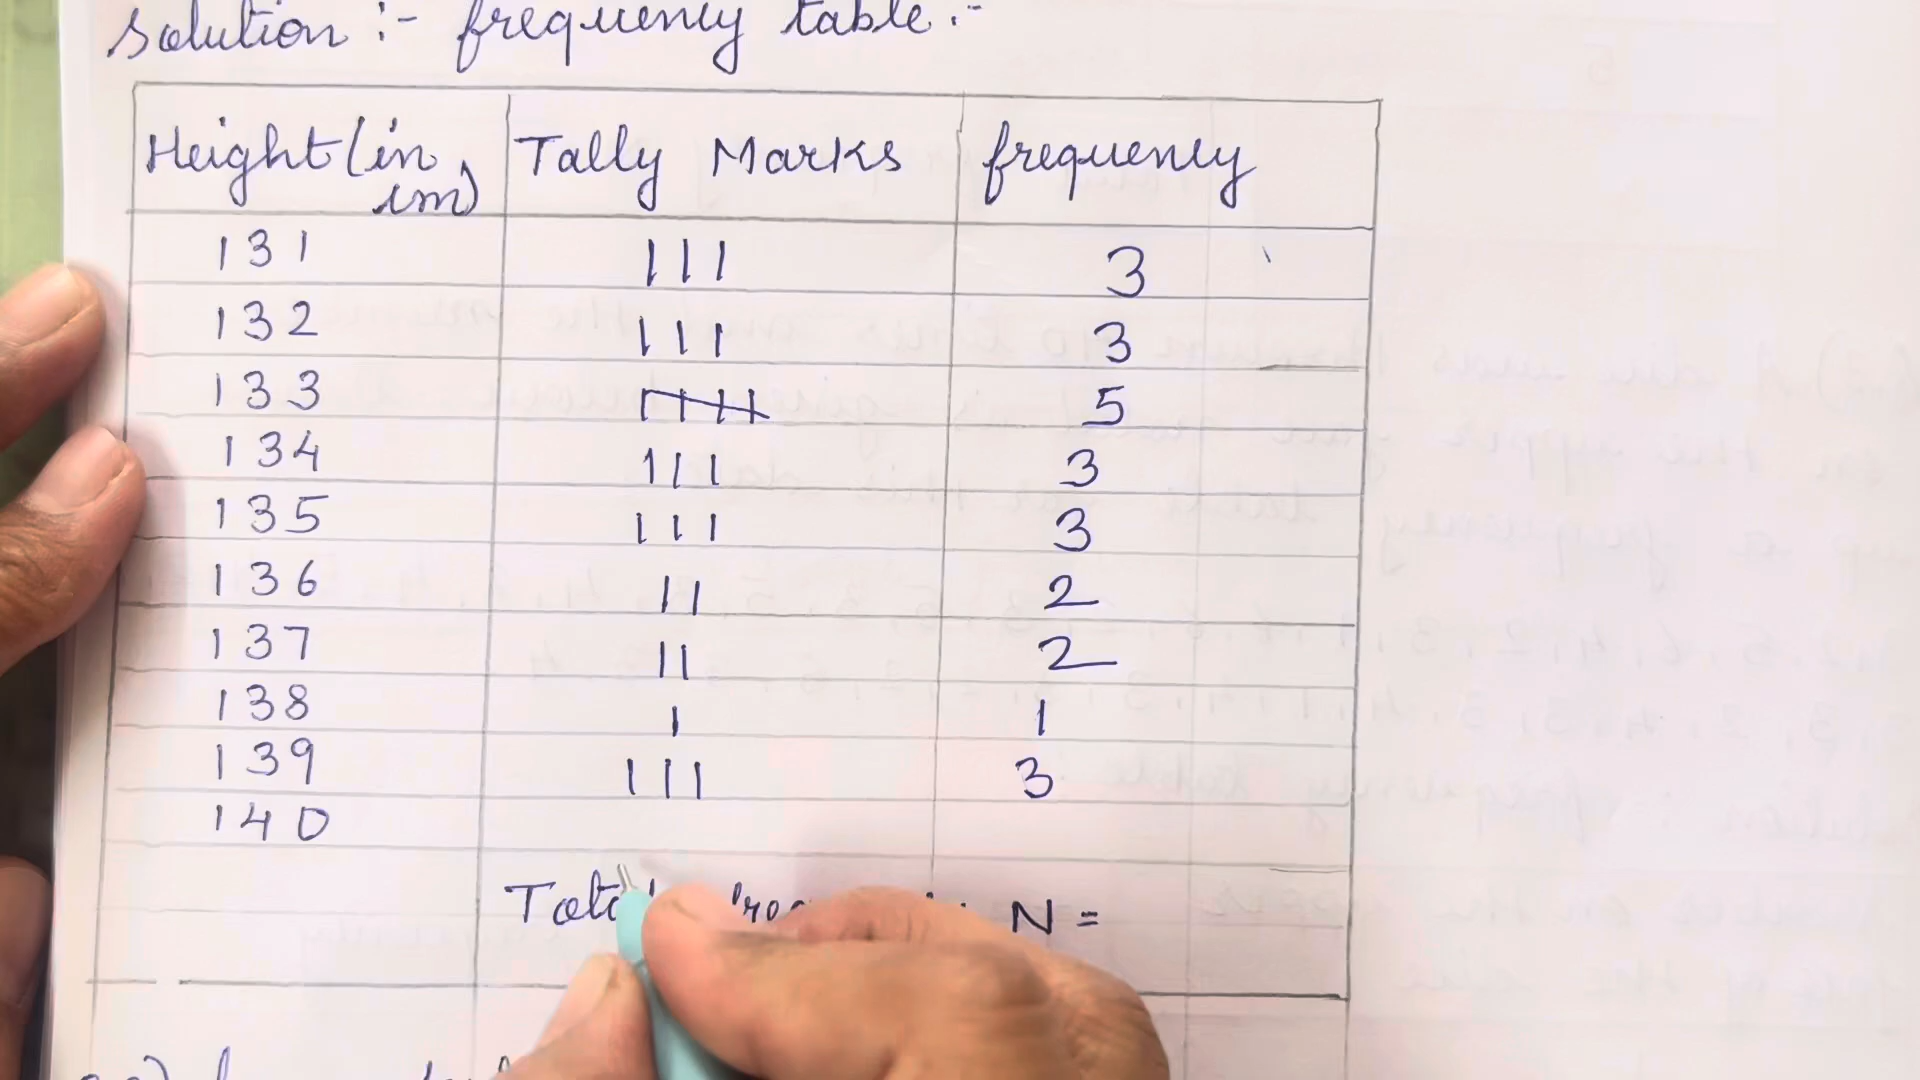 Solution :- frequency table :-
Height (in cm) Tally Marks frequency
131 ||| 3
132 ||| 3
133 |||| 5
134 ||| 3
135 ||| 3
136 || 2
137 || 2
138 | 1
139 ||| 3
140
N =